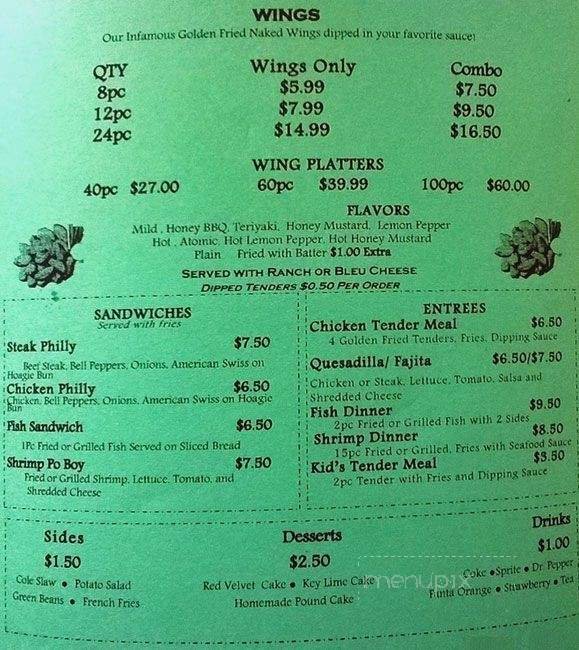 WINGS
Our Infamous Golden Fried Naked Wings dipped in your favorite sauce!
QTY Wings Only Combo
8pc $5.99 $7.50
12pc $7.99 $9.50
24pc $14.99 $16.50
WING PLATTERS
40pc $27.00 60pc $39.99 100pc $60.00
FLAVORS
Mild , Honey BBQ, Teriyaki, Honey Mustard, Lemon Pepper
Hot , Atomic, Hot Lemon Pepper, Hot Honey Mustard
Plain Fried with Batter $1.00 Extra
SERVED WITH RANCH OR BLEU CHEESE
DIPPED TENDERS $0.50 PER ORDER
SANDWICHES
Served with fries
Steak Philly $7.50
Beef Steak, Bell Peppers, Onions, American Swiss on
Hoagie Bun
Chicken Philly $6.50
Chicken, Bell Peppers, Onions, American Swiss on Hoagie
Bun
Fish Sandwich $6.50
1Pc Fried or Grilled Fish Served on Sliced Bread
Shrimp Po Boy $7.50
Fried or Grilled Shrimp, Lettuce, Tomato, and
Shredded Cheese
ENTREES
Chicken Tender Meal $6.50
4 Golden Fried Tenders, Fries, Dipping Sauce
Quesadilla/ Fajita $6.50/$7.50
Chicken or Steak, Lettuce, Tomato, Salsa and
Shredded Cheese
Fish Dinner $9.50
2pc Fried or Grilled Fish with 2 Sides
Shrimp Dinner $8.50
15pc Fried or Grilled, Fries with Seafood Sauce
Kid's Tender Meal $3.50
2pc Tender with Fries and Dipping Sauce
Sides
$1.50
Cole Slaw • Potato Salad
Green Beans • French Fries
Desserts
$2.50
Red Velvet Cake • Key Lime Cake
Homemade Pound Cake
Drinks
$1.00
Coke • Sprite • Dr Pepper
Funta Orange • Strawberry • Tea
menupix